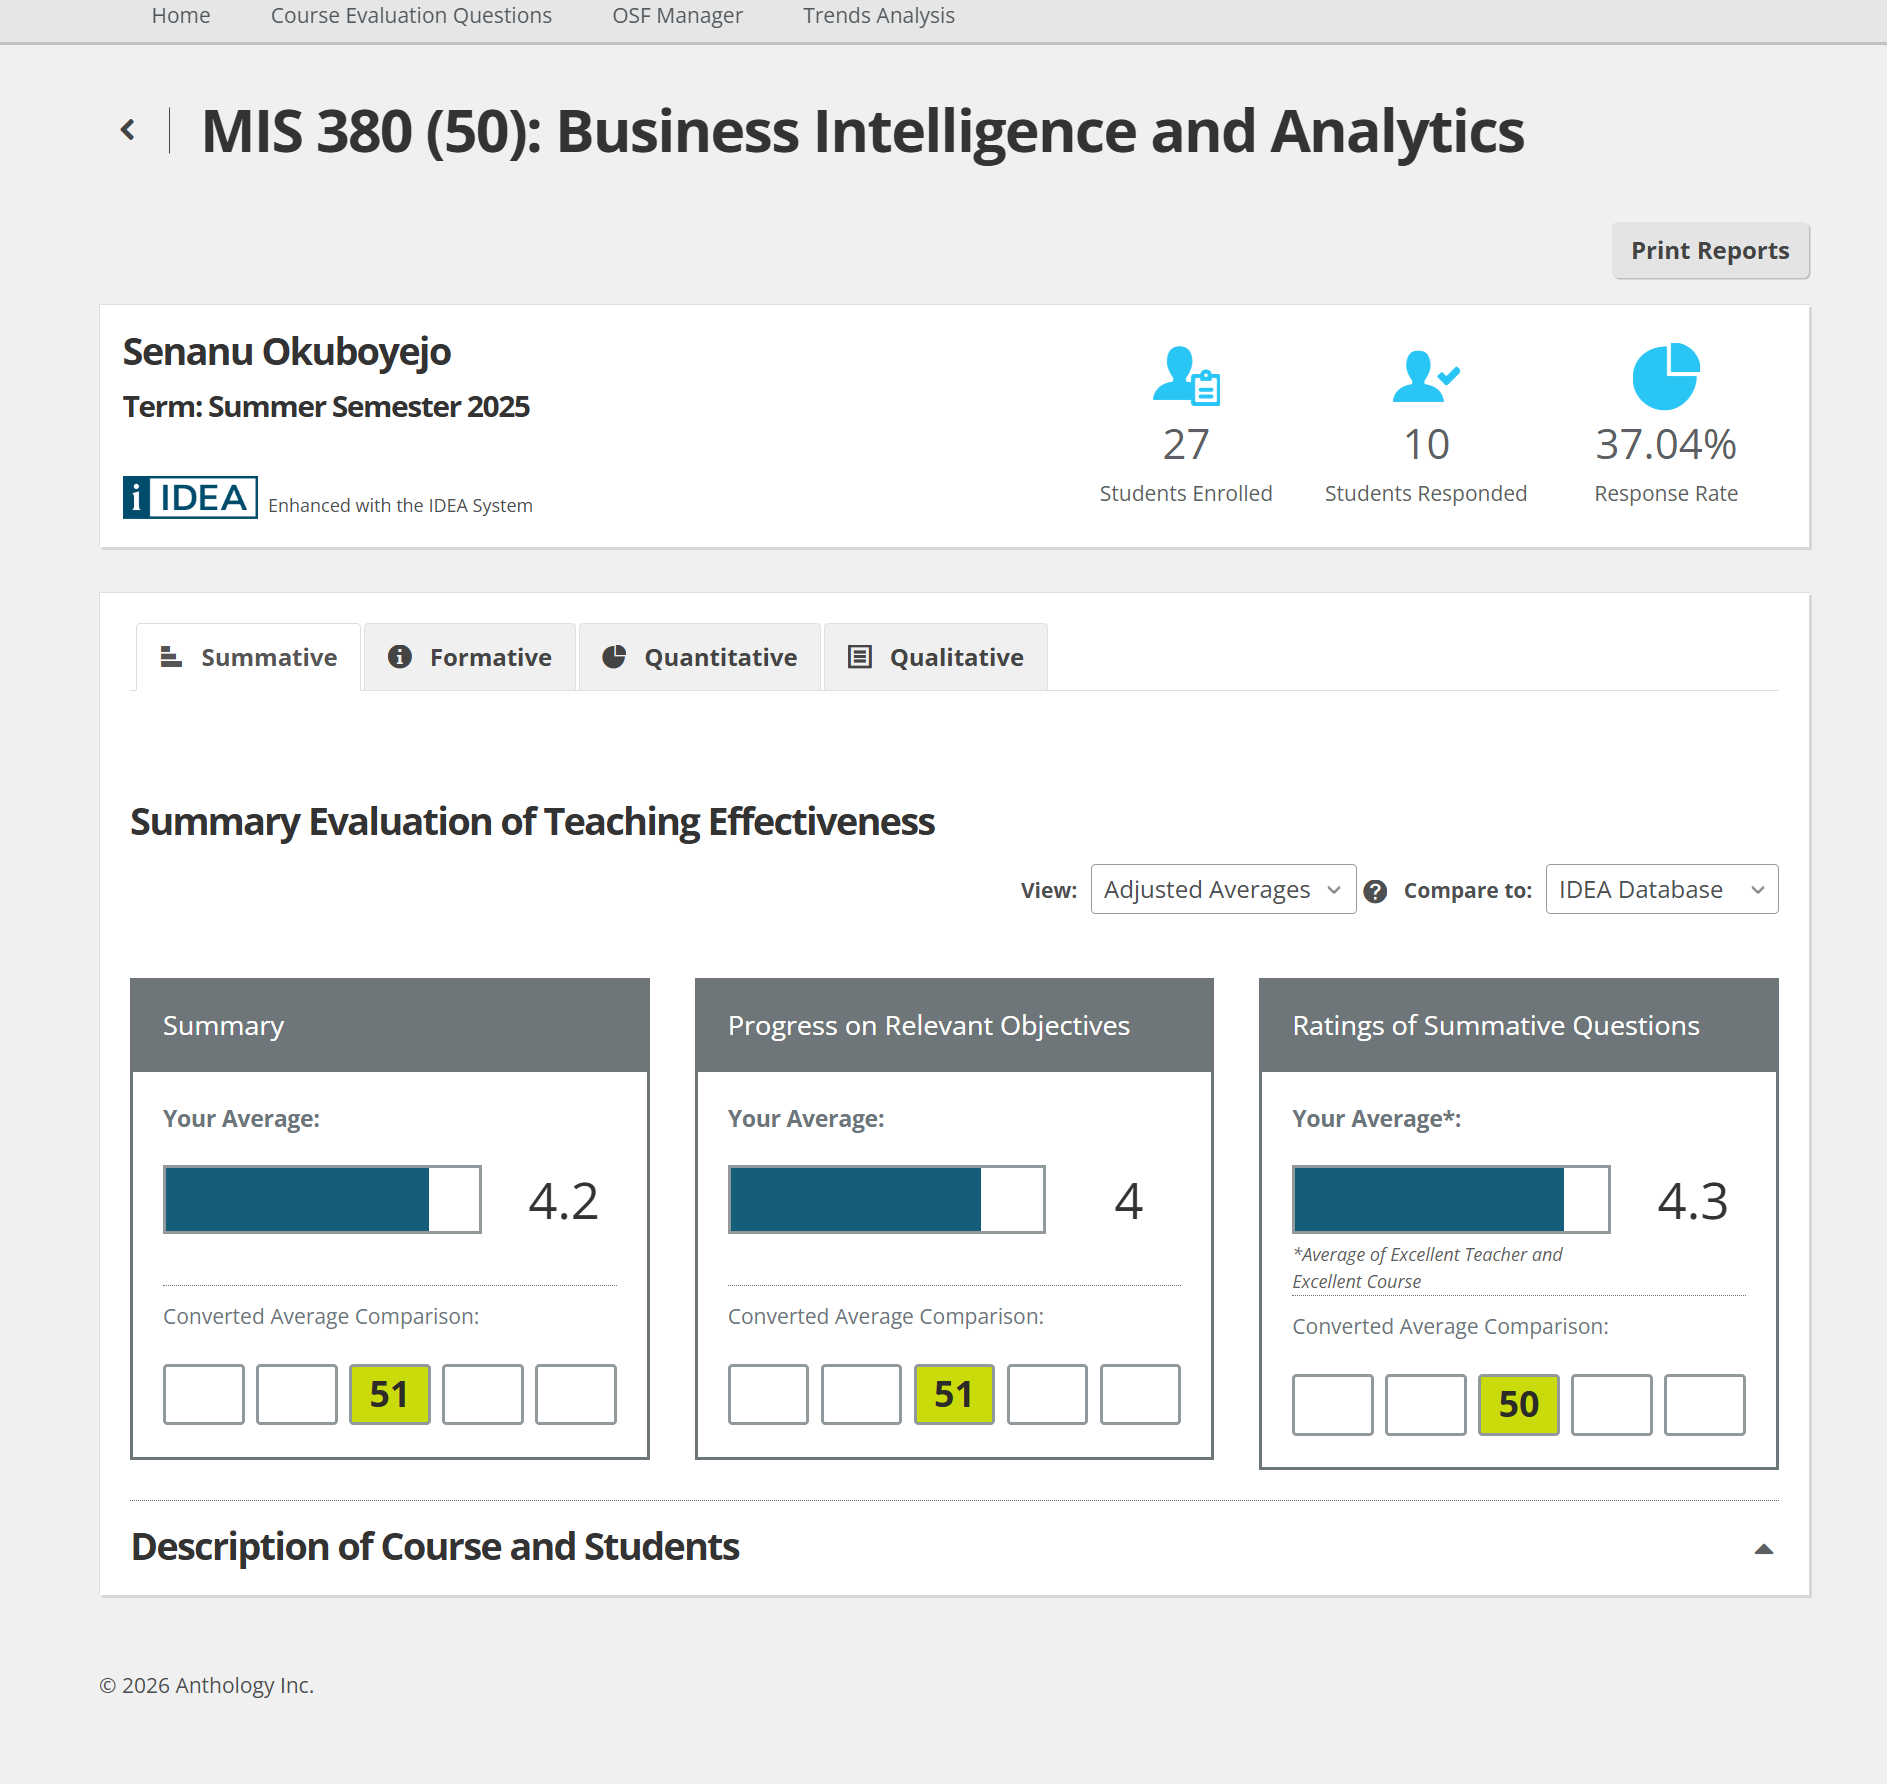 Home Course Evaluation Questions OSF Manager Trends Analysis
MIS 380 (50): Business Intelligence and Analytics
Print Reports
Senanu Okuboyejo
Term: Summer Semester 2025
i IDEA Enhanced with the IDEA System
27
Students Enrolled
10
Students Responded
37.04%
Response Rate
Summative Formative Quantitative Qualitative
Summary Evaluation of Teaching Effectiveness
View: Adjusted Averages ? Compare to: IDEA Database
Summary
Your Average:
4.2
Converted Average Comparison:
51
Progress on Relevant Objectives
Your Average:
4
Converted Average Comparison:
51
Ratings of Summative Questions
Your Average*:
4.3
*Average of Excellent Teacher and
Excellent Course
Converted Average Comparison:
50
Description of Course and Students
© 2026 Anthology Inc.